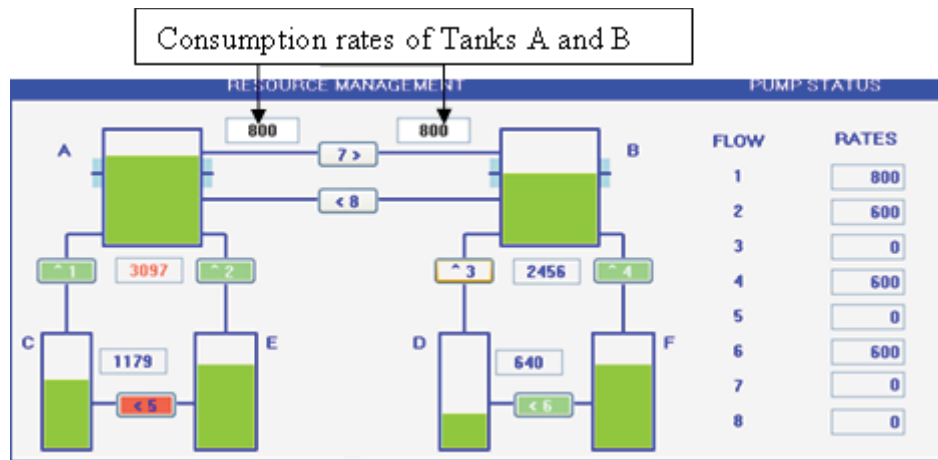 Consumption rates of Tanks A and B
RESOURCE MANAGEMENT
PUMP STATUS
800
800
A
7 >
B
< 8
FLOW
RATES
1
800
2
600
3
0
4
600
5
0
6
600
7
0
8
0
^ 1
3097
^ 2
^ 3
2456
^ 4
C
1179
E
D
640
F
< 5
< 6